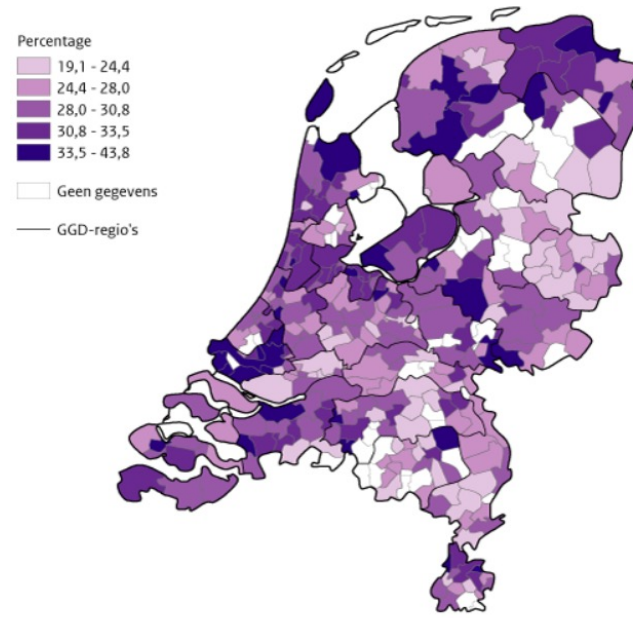 Percentage
19,1 - 24,4
24,4 - 28,0
28,0 - 30,8
30,8 - 33,5
33,5 - 43,8
Geen gegevens
GGD-regio's